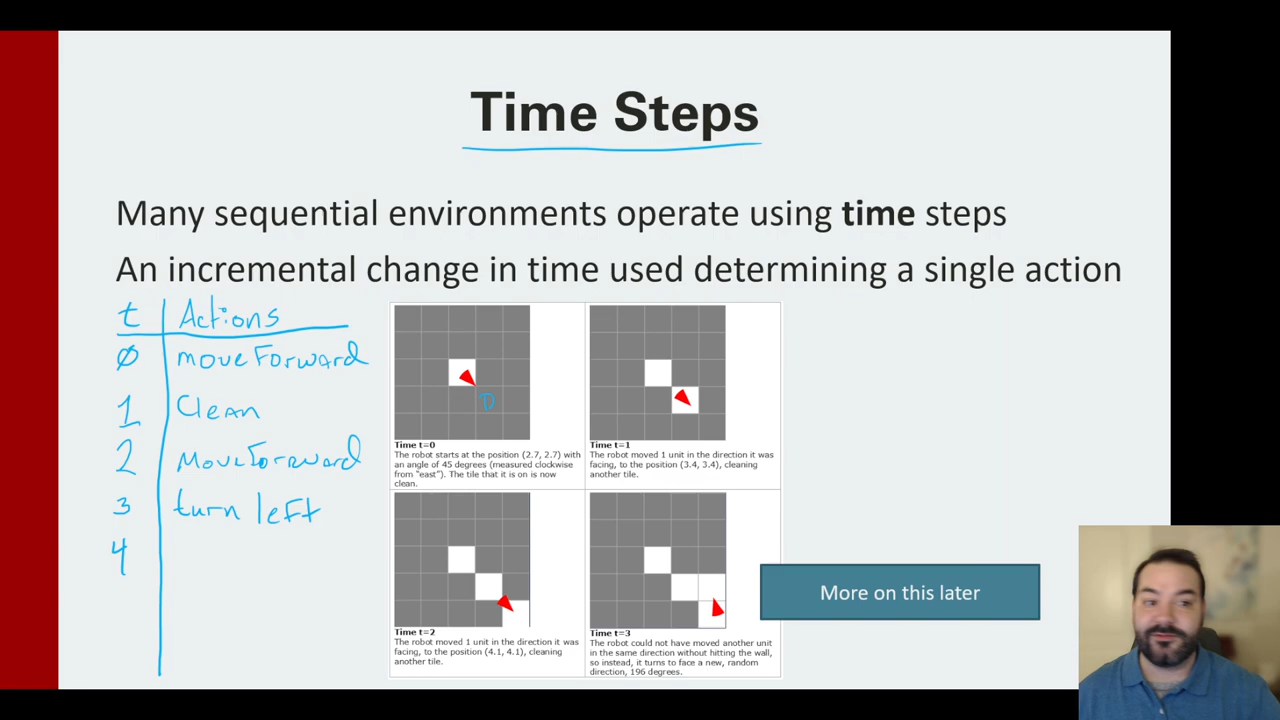 Time Steps
Many sequential environments operate using time steps
An incremental change in time used determining a single action
t Actions
0 moveForward
1 Clean
2 MoveForward
3 turn left
4
D
Time t=0
The robot starts at the position (2.7, 2.7) with
an angle of 45 degrees (measured clockwise
from "east"). The tile that it is on is now
clean.
Time t=1
The robot moved 1 unit in the direction it was
facing, to the position (3.4, 3.4), cleaning
another tile.
Time t=2
The robot moved 1 unit in the direction it was
facing, to the position (4.1, 4.1), cleaning
another tile.
Time t=3
The robot could not have moved another unit
in the same direction without hitting the wall,
so instead, it turns to face a new, random
direction, 196 degrees.
More on this later